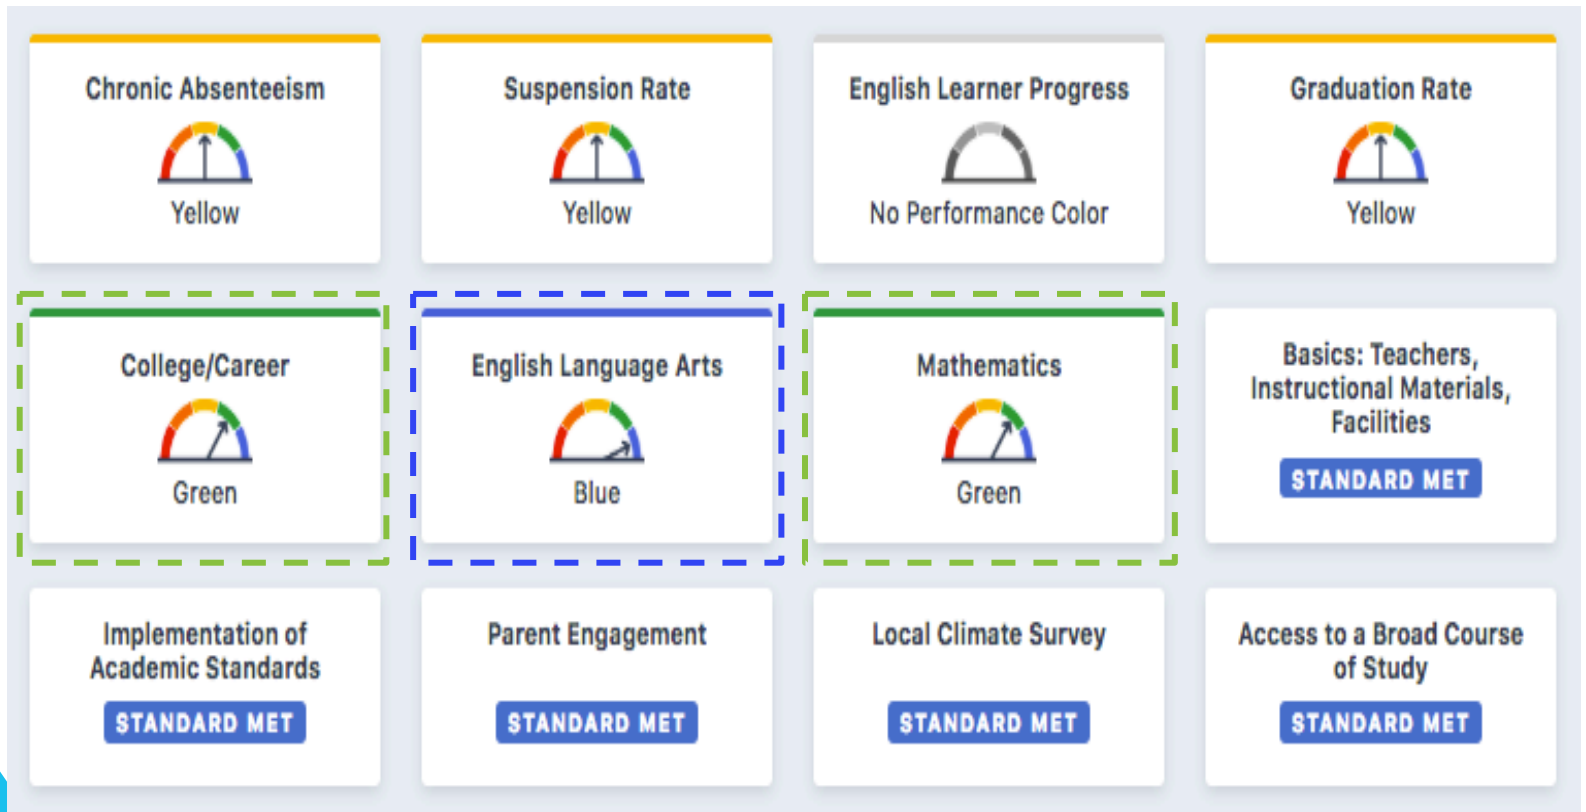 Chronic Absenteeism
Yellow
Suspension Rate
Yellow
English Learner Progress
No Performance Color
Graduation Rate
Yellow
College/Career
Green
English Language Arts
Blue
Mathematics
Green
Basics: Teachers,
Instructional Materials,
Facilities
STANDARD MET
Implementation of
Academic Standards
STANDARD MET
Parent Engagement
STANDARD MET
Local Climate Survey
STANDARD MET
Access to a Broad Course
of Study
STANDARD MET